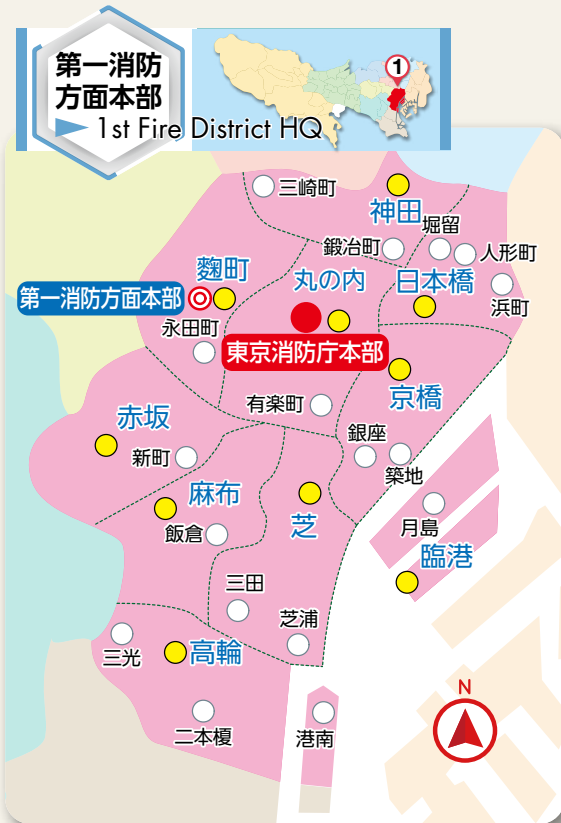 第一消防
方面本部
1st Fire District HQ
1
三崎町
神田
堀留
鍛冶町
人形町
麴町
丸の内
日本橋
浜町
第一消防方面本部
永田町
東京消防庁本部
京橋
有楽町
赤坂
銀座
新町
築地
麻布
芝
月島
飯倉
臨港
三田
芝浦
三光
高輪
N
二本榎
港南